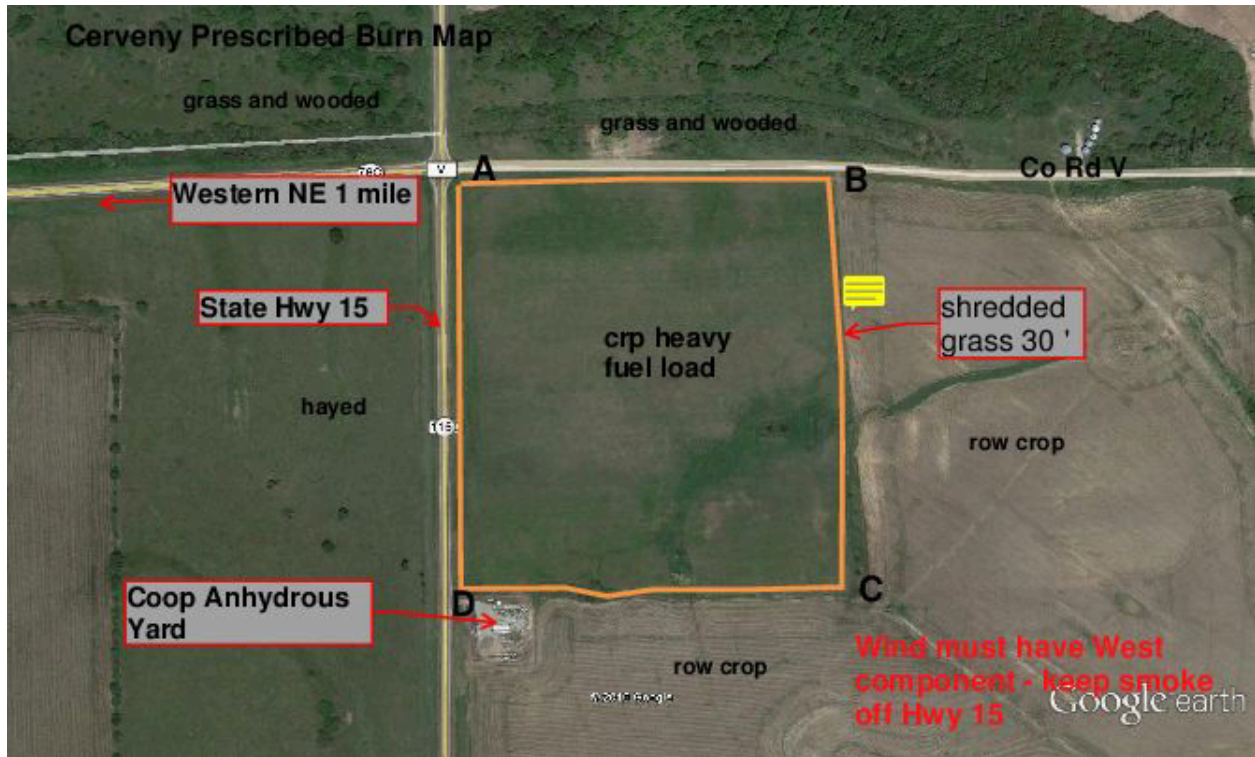 Cerveny Prescribed Burn Map
grass and wooded
grass and wooded
V
A
B
Co Rd V
Western NE 1 mile
State Hwy 15
shredded
grass 30 '
crp heavy
fuel load
hayed
row crop
D
C
Coop Anhydrous
Yard
row crop
Wind must have West
component - keep smoke
off Hwy 15
Google earth